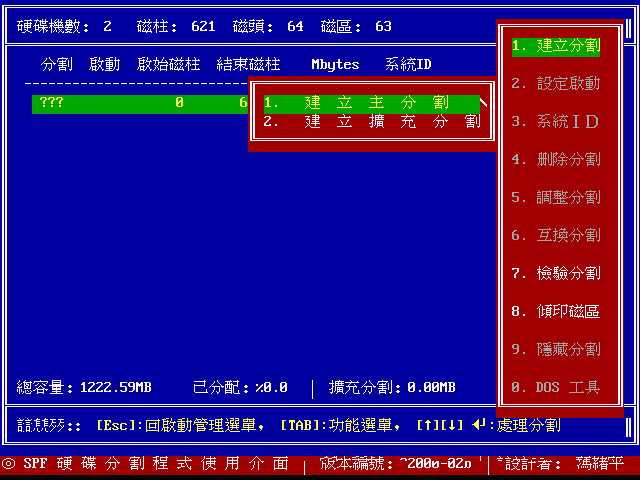 硬碟機數: 2 磁柱: 621 磁頭: 64 磁區: 63
分割 啟動 啟始磁柱 結束磁柱 Mbytes 系統ID
??? 0 6
1. 建立主分割
2. 建立擴充分割
1. 建立分割
2. 設定啟動
3. 系統ＩＤ
4. 刪除分割
5. 調整分割
6. 互換分割
7. 檢驗分割
8. 傾印磁區
9. 隱藏分割
0. DOS 工具
總容量:1222.59MB 已分配:%0.0 │ 擴充分割:0.00MB
[Esc]:回啟動管理選單, [TAB]:功能選單, [↑][↓] ↲:處理分割
◎ SPF 硬碟分割程式使用介面 │ 版本編號: │ 設計者: 馮緒平